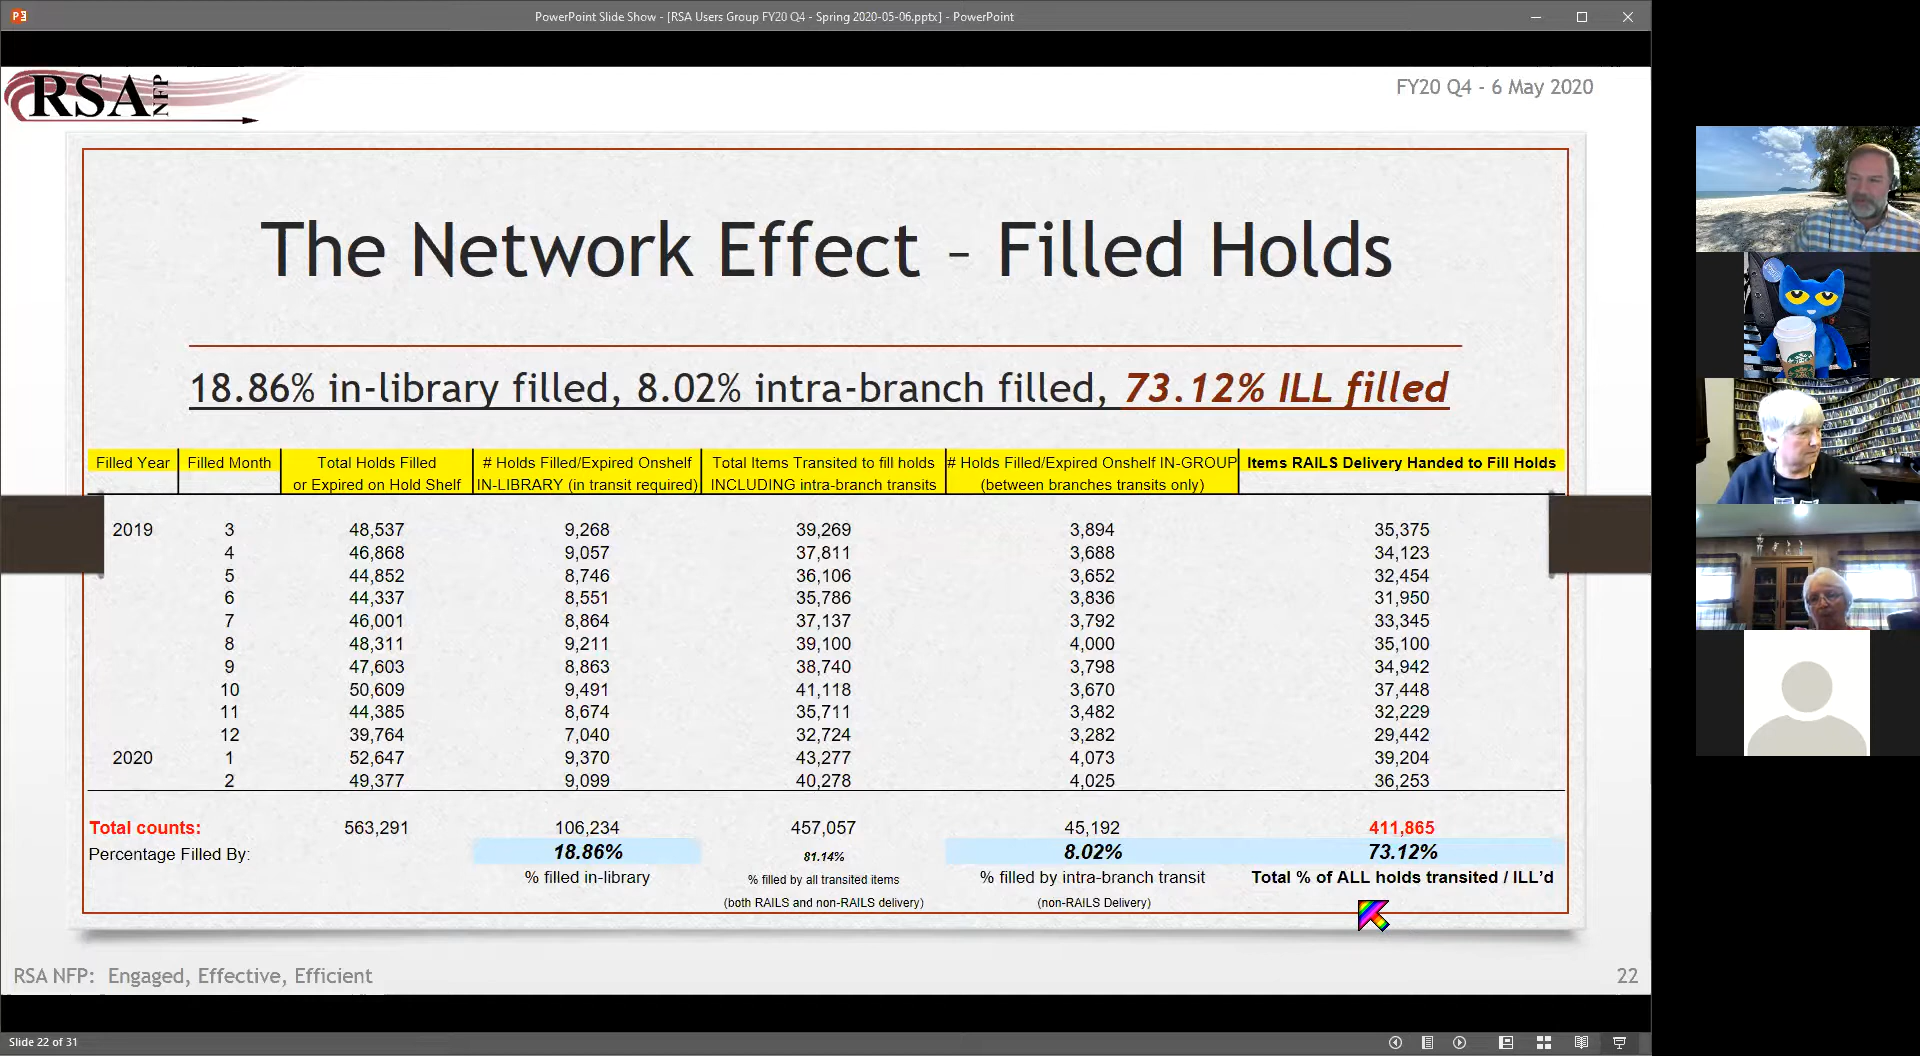 PowerPoint Slide Show - [RSA Users Group FY20 Q4 - Spring 2020-05-06.pptx] - PowerPoint
RSA NFP
FY20 Q4 - 6 May 2020
The Network Effect – Filled Holds
18.86% in-library filled, 8.02% intra-branch filled, 73.12% ILL filled
Filled Year Filled Month Total Holds Filled # Holds Filled/Expired Onshelf Total Items Transited to fill holds # Holds Filled/Expired Onshelf IN-GROUP Items RAILS Delivery Handed to Fill Holds
or Expired on Hold Shelf IN-LIBRARY (in transit required) INCLUDING intra-branch transits (between branches transits only)
2019 3 48,537 9,268 39,269 3,894 35,375
4 46,868 9,057 37,811 3,688 34,123
5 44,852 8,746 36,106 3,652 32,454
6 44,337 8,551 35,786 3,836 31,950
7 46,001 8,864 37,137 3,792 33,345
8 48,311 9,211 39,100 4,000 35,100
9 47,603 8,863 38,740 3,798 34,942
10 50,609 9,491 41,118 3,670 37,448
11 44,385 8,674 35,711 3,482 32,229
12 39,764 7,040 32,724 3,282 29,442
2020 1 52,647 9,370 43,277 4,073 39,204
2 49,377 9,099 40,278 4,025 36,253
Total counts: 563,291 106,234 457,057 45,192 411,865
Percentage Filled By: 18.86% 81.14% 8.02% 73.12%
% filled in-library % filled by all transited items % filled by intra-branch transit Total % of ALL holds transited / ILL'd
(both RAILS and non-RAILS delivery) (non-RAILS Delivery)
RSA NFP: Engaged, Effective, Efficient
22
Slide 22 of 31